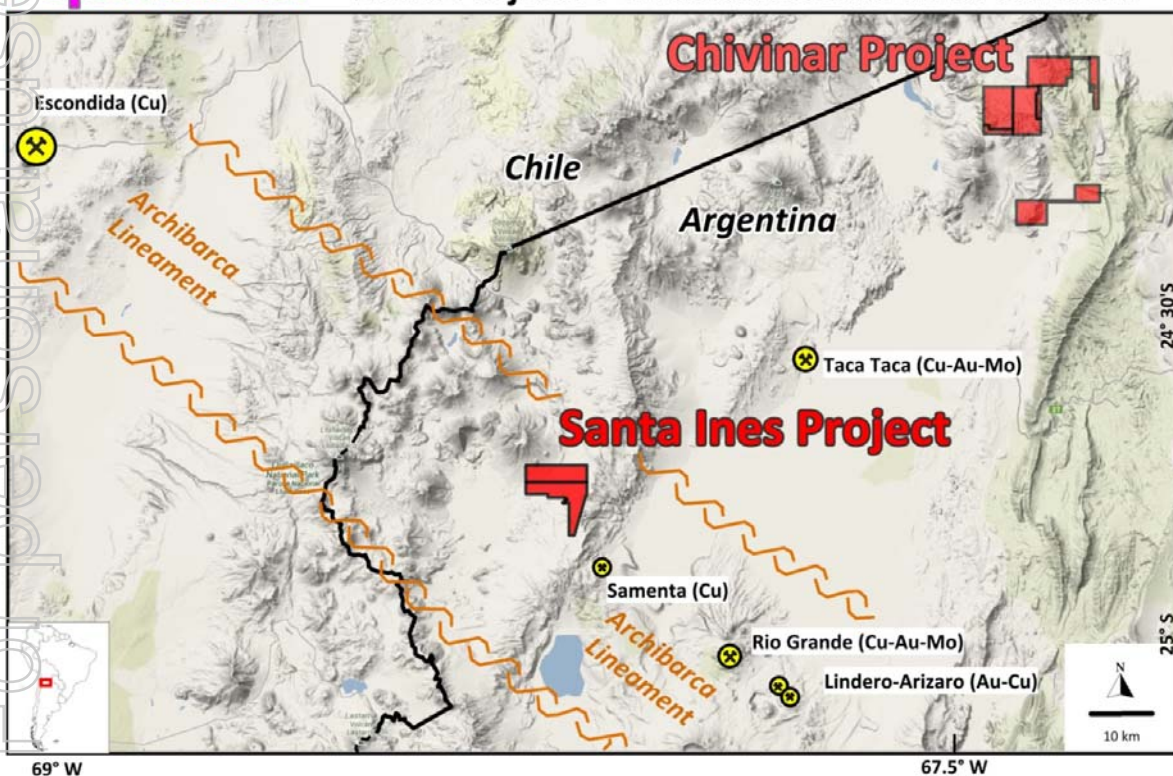 Chivinar Project
Escondida (Cu)
Chile
Argentina
Archibarca
Lineament
24° 30'S
Taca Taca (Cu-Au-Mo)
Santa Ines Project
Samenta (Cu)
Archibarca
Lineament
Rio Grande (Cu-Au-Mo)
Lindero-Arizaro (Au-Cu)
25° S
N
10 km
69° W
67.5° W